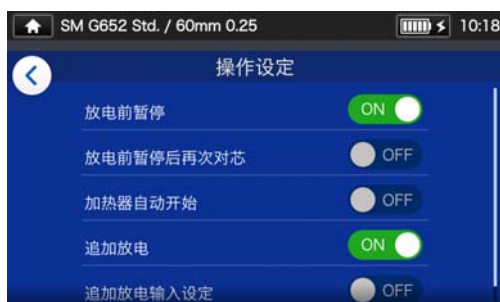 SM G652 Std. / 60mm 0.25 10:18
操作设定
放电前暂停 ON
放电前暂停后再次对芯 OFF
加热器自动开始 OFF
追加放电 ON
追加放电输入设定 OFF